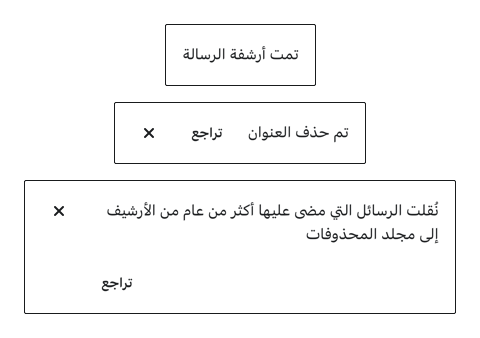 تمت أرشفة الرسالة
تم حذف العنوان تراجع
نُقلت الرسائل التي مضى عليها أكثر من عام من الأرشيف
إلى مجلد المحذوفات
تراجع